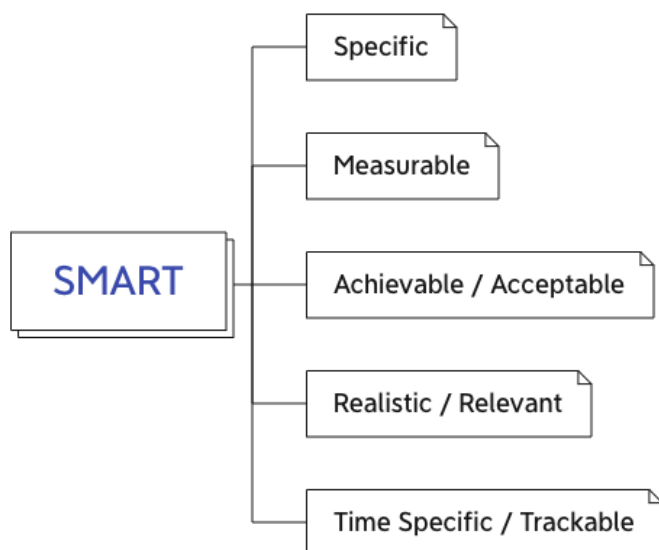 Specific
Measurable
SMART
Achievable / Acceptable
Realistic / Relevant
Time Specific / Trackable